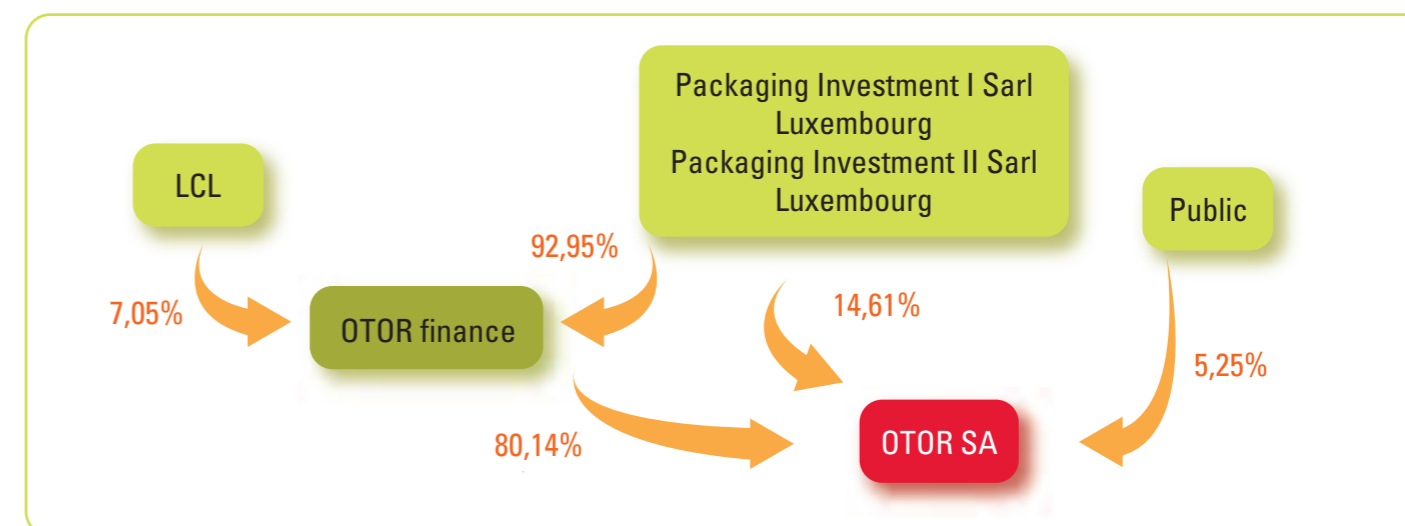 Packaging Investment I Sarl
Luxembourg
Packaging Investment II Sarl
Luxembourg
LCL
Public
92,95%
7,05%
14,61%
OTOR finance
5,25%
80,14%
OTOR SA